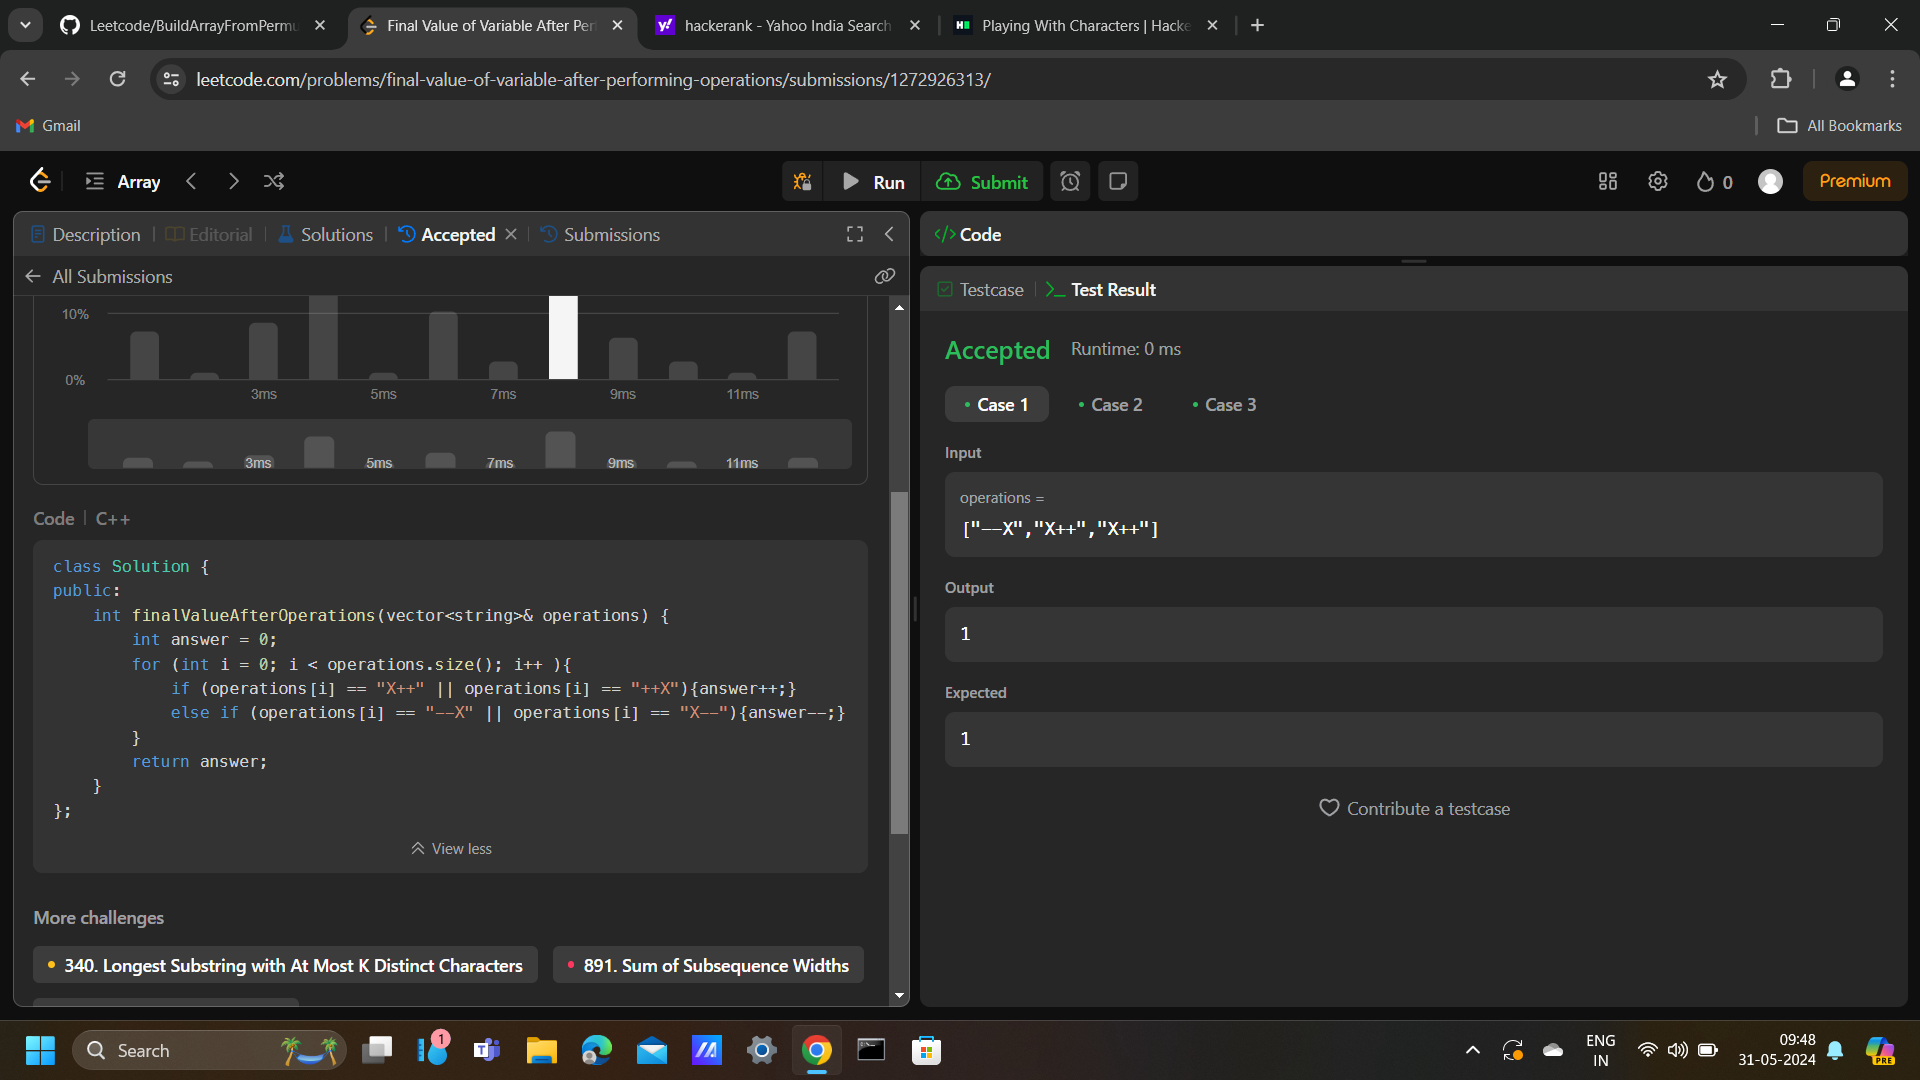 Leetcode/BuildArrayFromPermu
Final Value of Variable After Per
hackerank - Yahoo India Search
Playing With Characters | Hacke
leetcode.com/problems/final-value-of-variable-after-performing-operations/submissions/1272926313/
Gmail
All Bookmarks
Array
Run
Submit
0
Premium
Description
Editorial
Solutions
Accepted
Submissions
All Submissions
10%
0%
3ms 5ms 7ms 9ms 11ms
3ms 5ms 7ms 9ms 11ms
Code | C++
class Solution {
public:
    int finalValueAfterOperations(vector<string>& operations) {
        int answer = 0;
        for (int i = 0; i < operations.size(); i++ ){
            if (operations[i] == "X++" || operations[i] == "++X"){answer++;}
            else if (operations[i] == "--X" || operations[i] == "X--"){answer--;}
        }
        return answer;
    }
};
View less
More challenges
340. Longest Substring with At Most K Distinct Characters
891. Sum of Subsequence Widths
</> Code
Testcase
Test Result
Accepted Runtime: 0 ms
Case 1
Case 2
Case 3
Input
operations =
["--X","X++","X++"]
Output
1
Expected
1
Contribute a testcase
Search
1
ENG
IN
09:48
31-05-2024
PRE